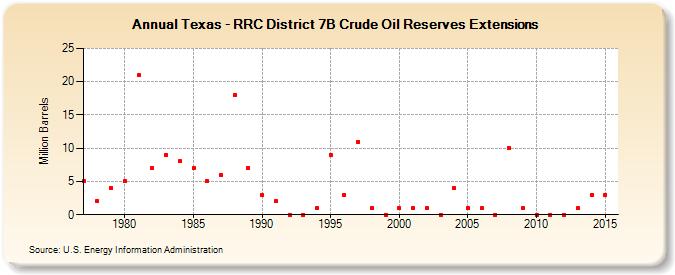 Annual Texas - RRC District 7B Crude Oil Reserves Extensions
Million Barrels
25
20
15
10
5
0
1980 1985 1990 1995 2000 2005 2010 2015
Source: U.S. Energy Information Administration